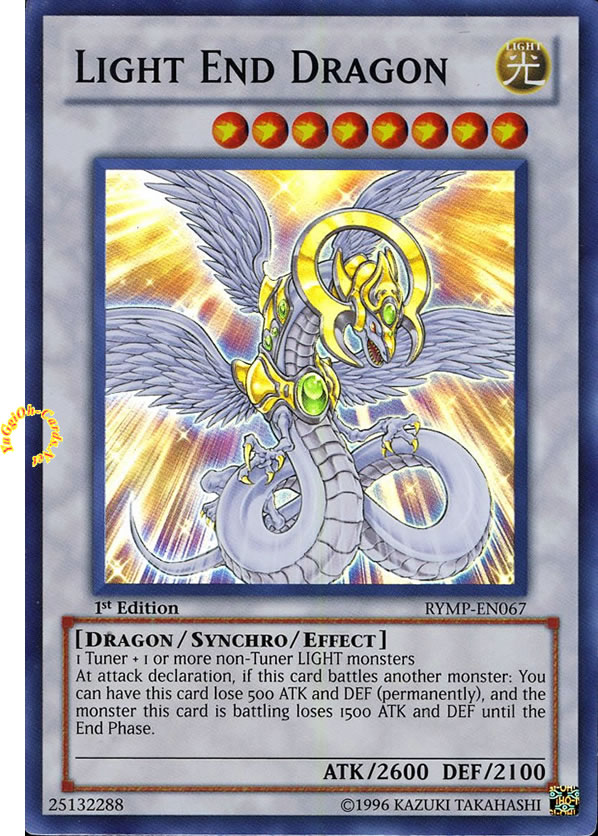 LIGHT END DRAGON
LIGHT
光
YuGgiOh-Cards.Net
1st Edition
RYMP-EN067
[DRAGON / SYNCHRO / EFFECT]
1 Tuner + 1 or more non-Tuner LIGHT monsters
At attack declaration, if this card battles another monster: You
can have this card lose 500 ATK and DEF (permanently), and the
monster this card is battling loses 1500 ATK and DEF until the
End Phase.
ATK/2600 DEF/2100
25132288
©1996 KAZUKI TAKAHASHI